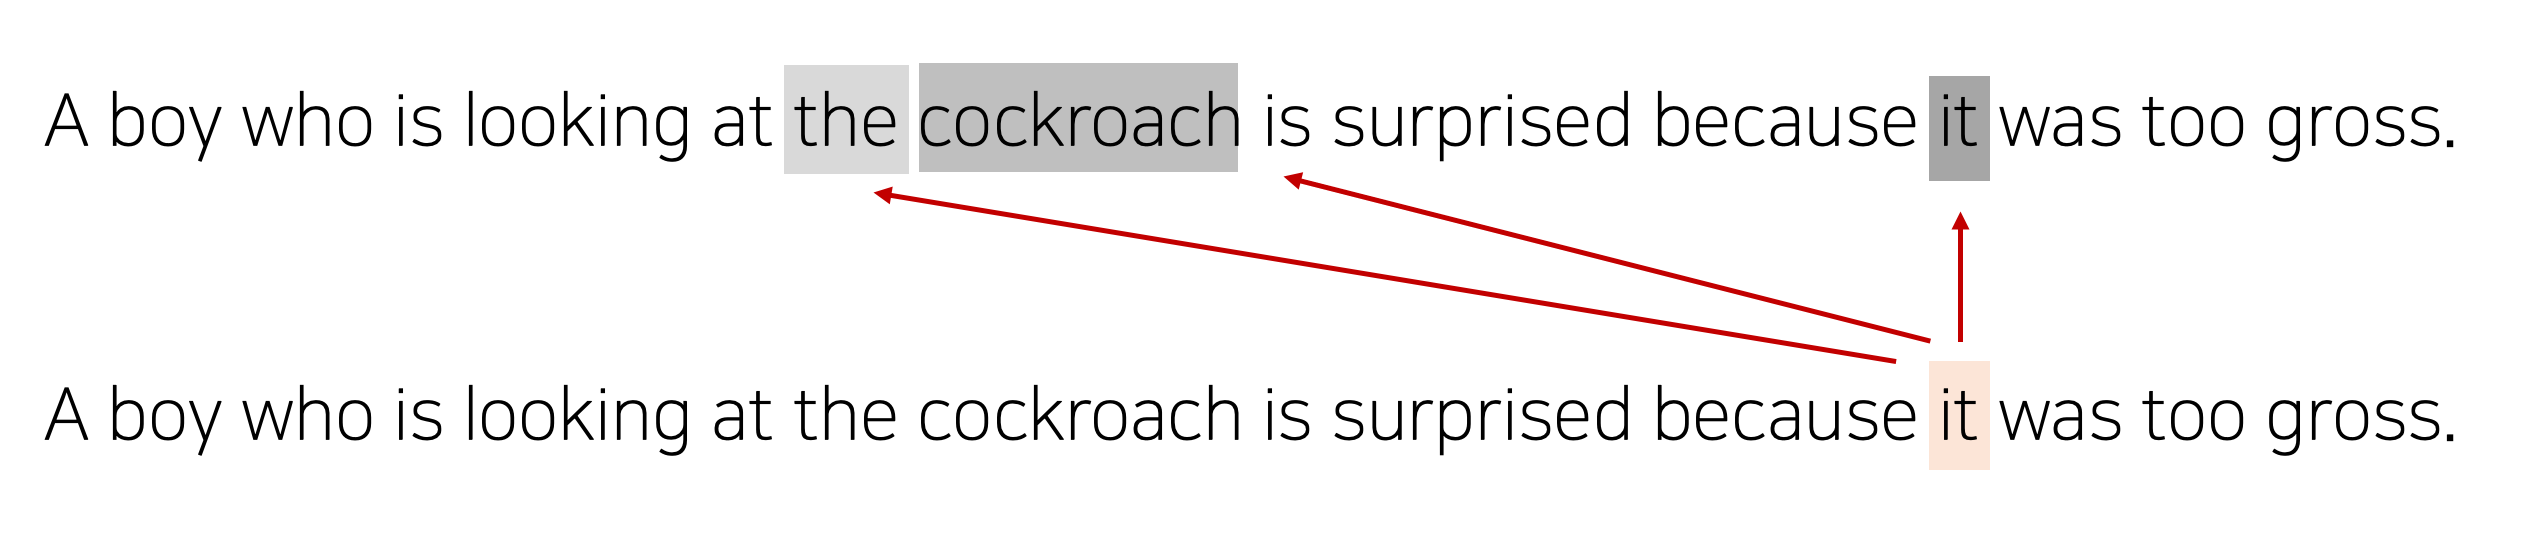 A boy who is looking at the cockroach is surprised because it was too gross.
A boy who is looking at the cockroach is surprised because it was too gross.